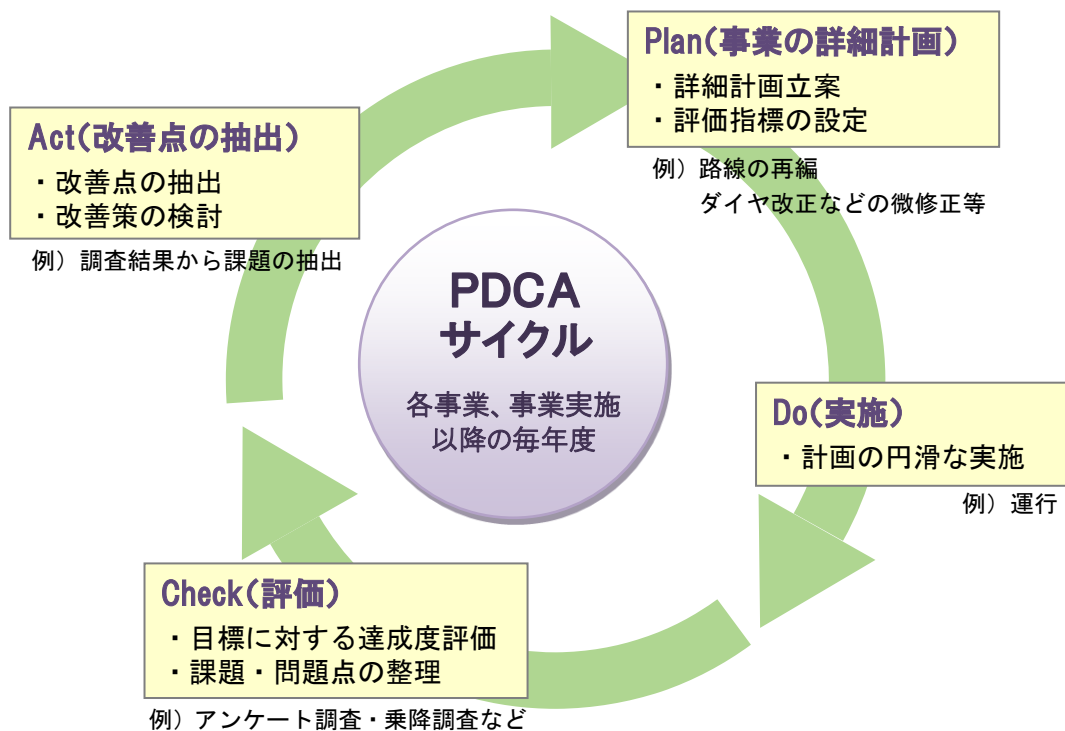 Plan(事業の詳細計画)
・詳細計画立案
・評価指標の設定
例）路線の再編
ダイヤ改正などの微修正等
Act(改善点の抽出)
・改善点の抽出
・改善策の検討
例）調査結果から課題の抽出
PDCA
サイクル
各事業、事業実施
以降の毎年度
Do(実施)
・計画の円滑な実施
例）運行
Check(評価)
・目標に対する達成度評価
・課題・問題点の整理
例）アンケート調査・乗降調査など